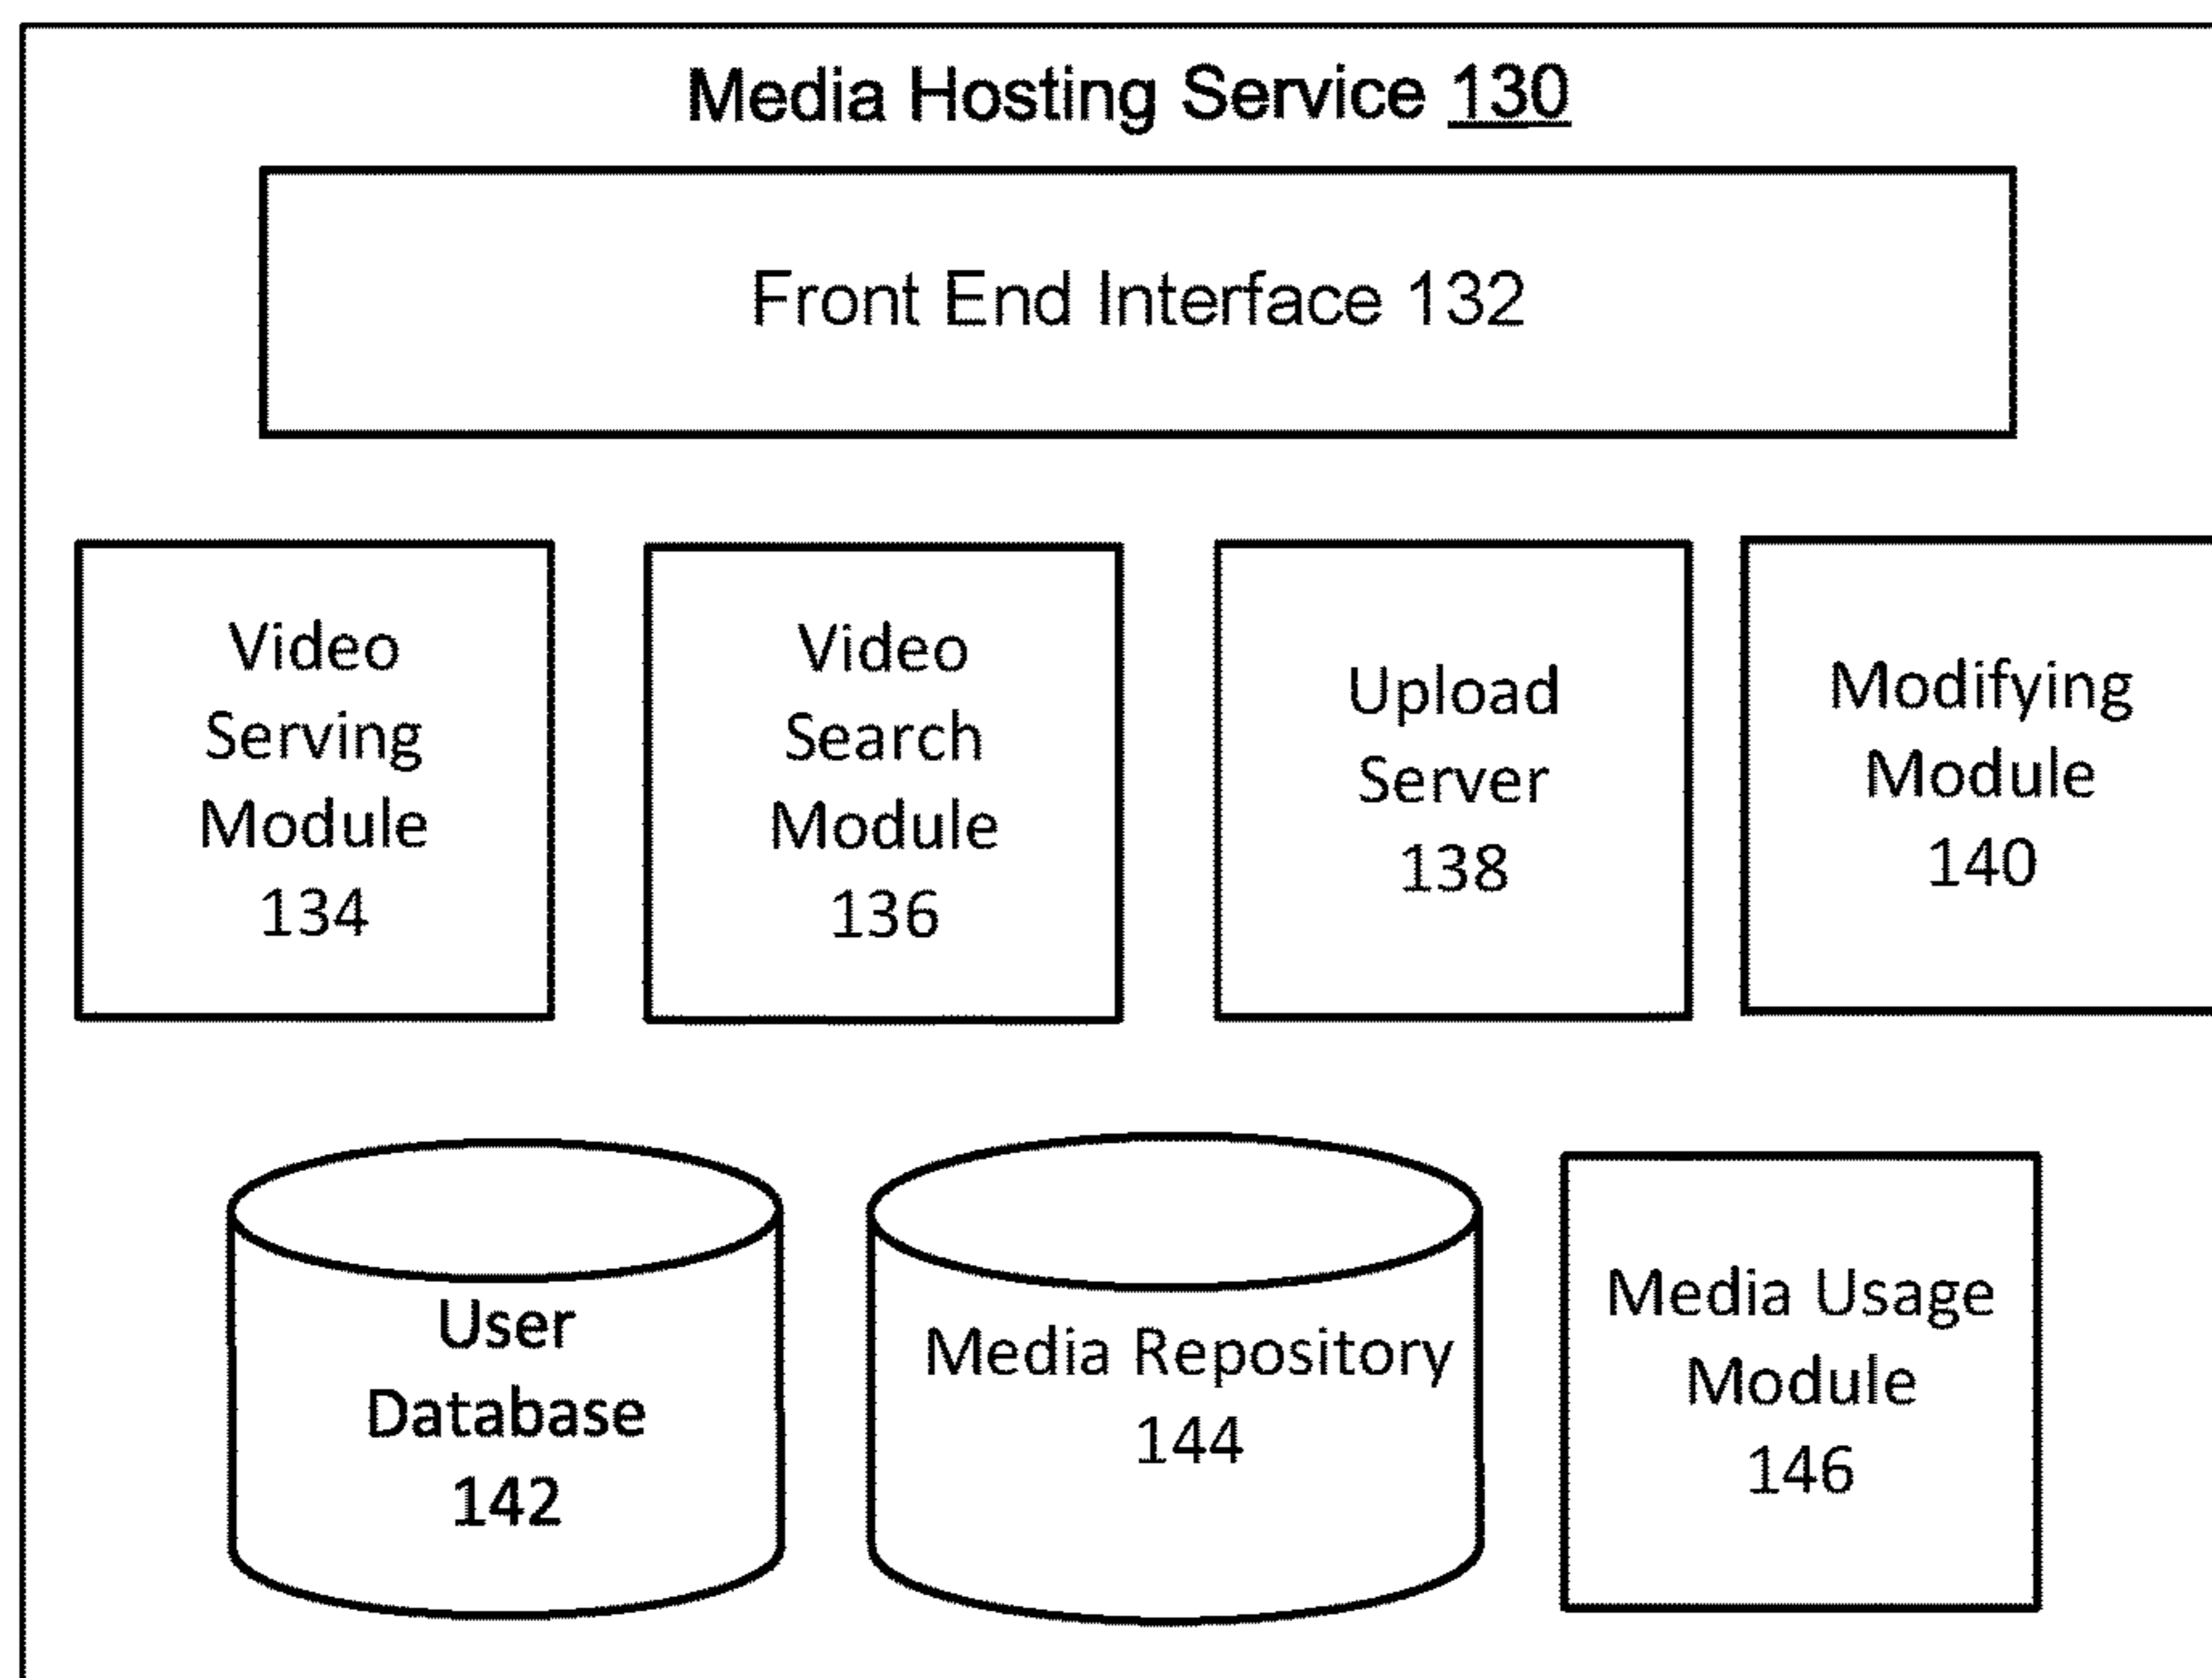 Media Hosting Service 130
Front End Interface 132
Video
Serving
Module
134
Video
Search
Module
136
Upload
Server
138
Modifying
Module
140
User
Database
142
Media Repository
144
Media Usage
Module
146